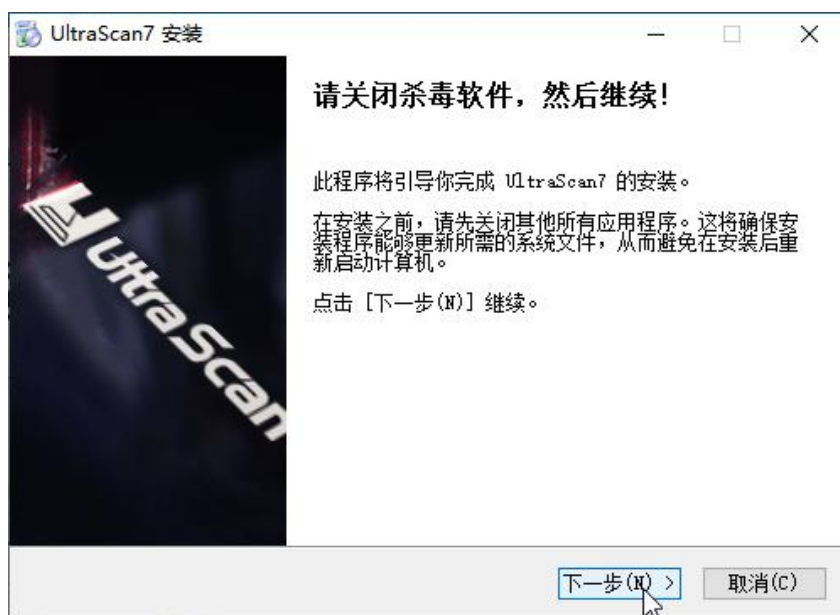 UltraScan7 安装
请关闭杀毒软件，然后继续!
此程序将引导你完成 UltraScan7 的安装。
在安装之前，请先关闭其他所有应用程序。这将确保安
装程序能够更新所需的系统文件，从而避免在安装后重
新启动计算机。
点击 [下一步(N)] 继续。
UltraScan
下一步(N) >
取消(C)